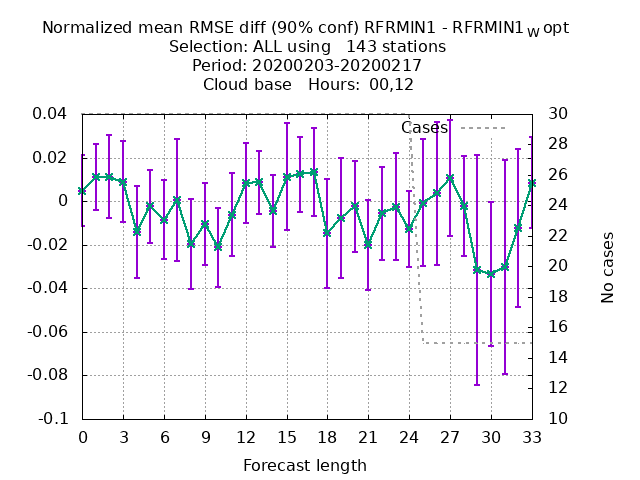 Normalized mean RMSE diff (90% conf) RFRMIN1 - RFRMIN1W opt
Selection: ALL using   143 stations
Period: 20200203-20200217
Cloud base   Hours: 00,12
Cases
0.04
0.02
0
-0.02
-0.04
-0.06
-0.08
-0.1
30
28
26
24
22
20
18
16
14
12
10
No cases
0 3 6 9 12 15 18 21 24 27 30 33
Forecast length